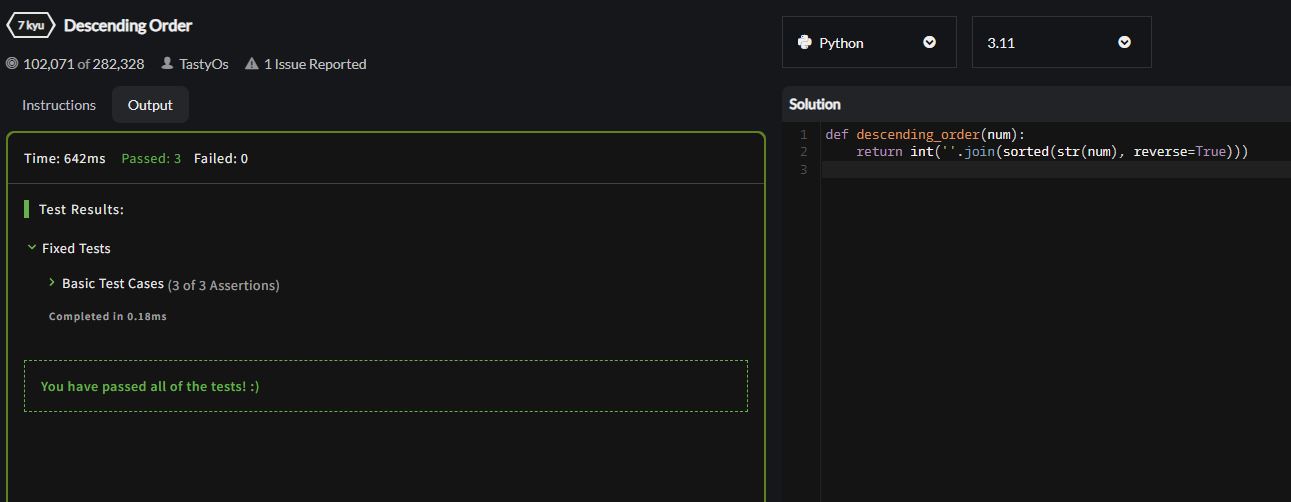 7 kyu Descending Order
102,071 of 282,328 TastyOs 1 Issue Reported
Instructions Output
Time: 642ms Passed: 3 Failed: 0
Test Results:
Fixed Tests
Basic Test Cases (3 of 3 Assertions)
Completed in 0.18ms
You have passed all of the tests! :)
Python 3.11
Solution
1 def descending_order(num):
2     return int(''.join(sorted(str(num), reverse=True)))
3